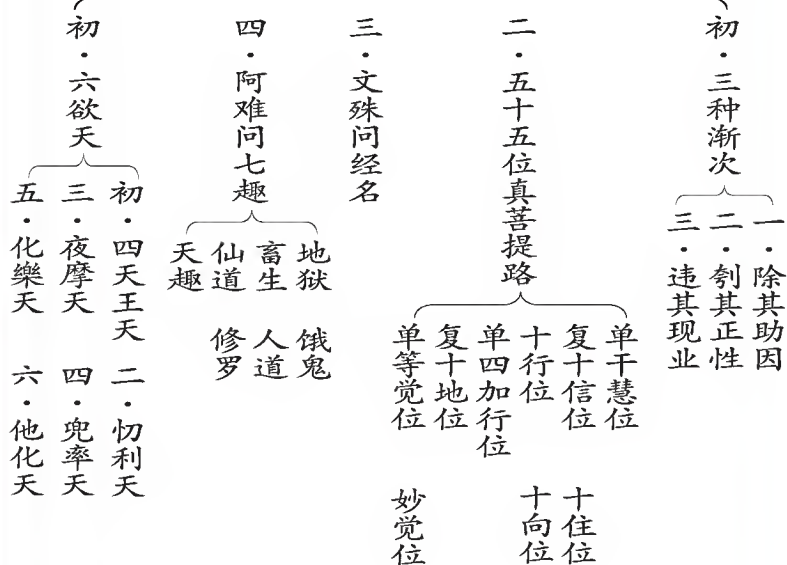 初·三种渐次
一·除其助因
二·刳其正性
三·违其现业
二·五十五位真菩提路
单干慧位
复十信位 十住位
十行位 十向位
单四加行位
复十地位
单等觉位 妙觉位
三·文殊问经名
四·阿难问七趣
地狱 饿鬼
畜生 人道
仙道 修罗
天趣
初·六欲天
初·四天王天 二·忉利天
三·夜摩天 四·兜率天
五·化樂天 六·他化天